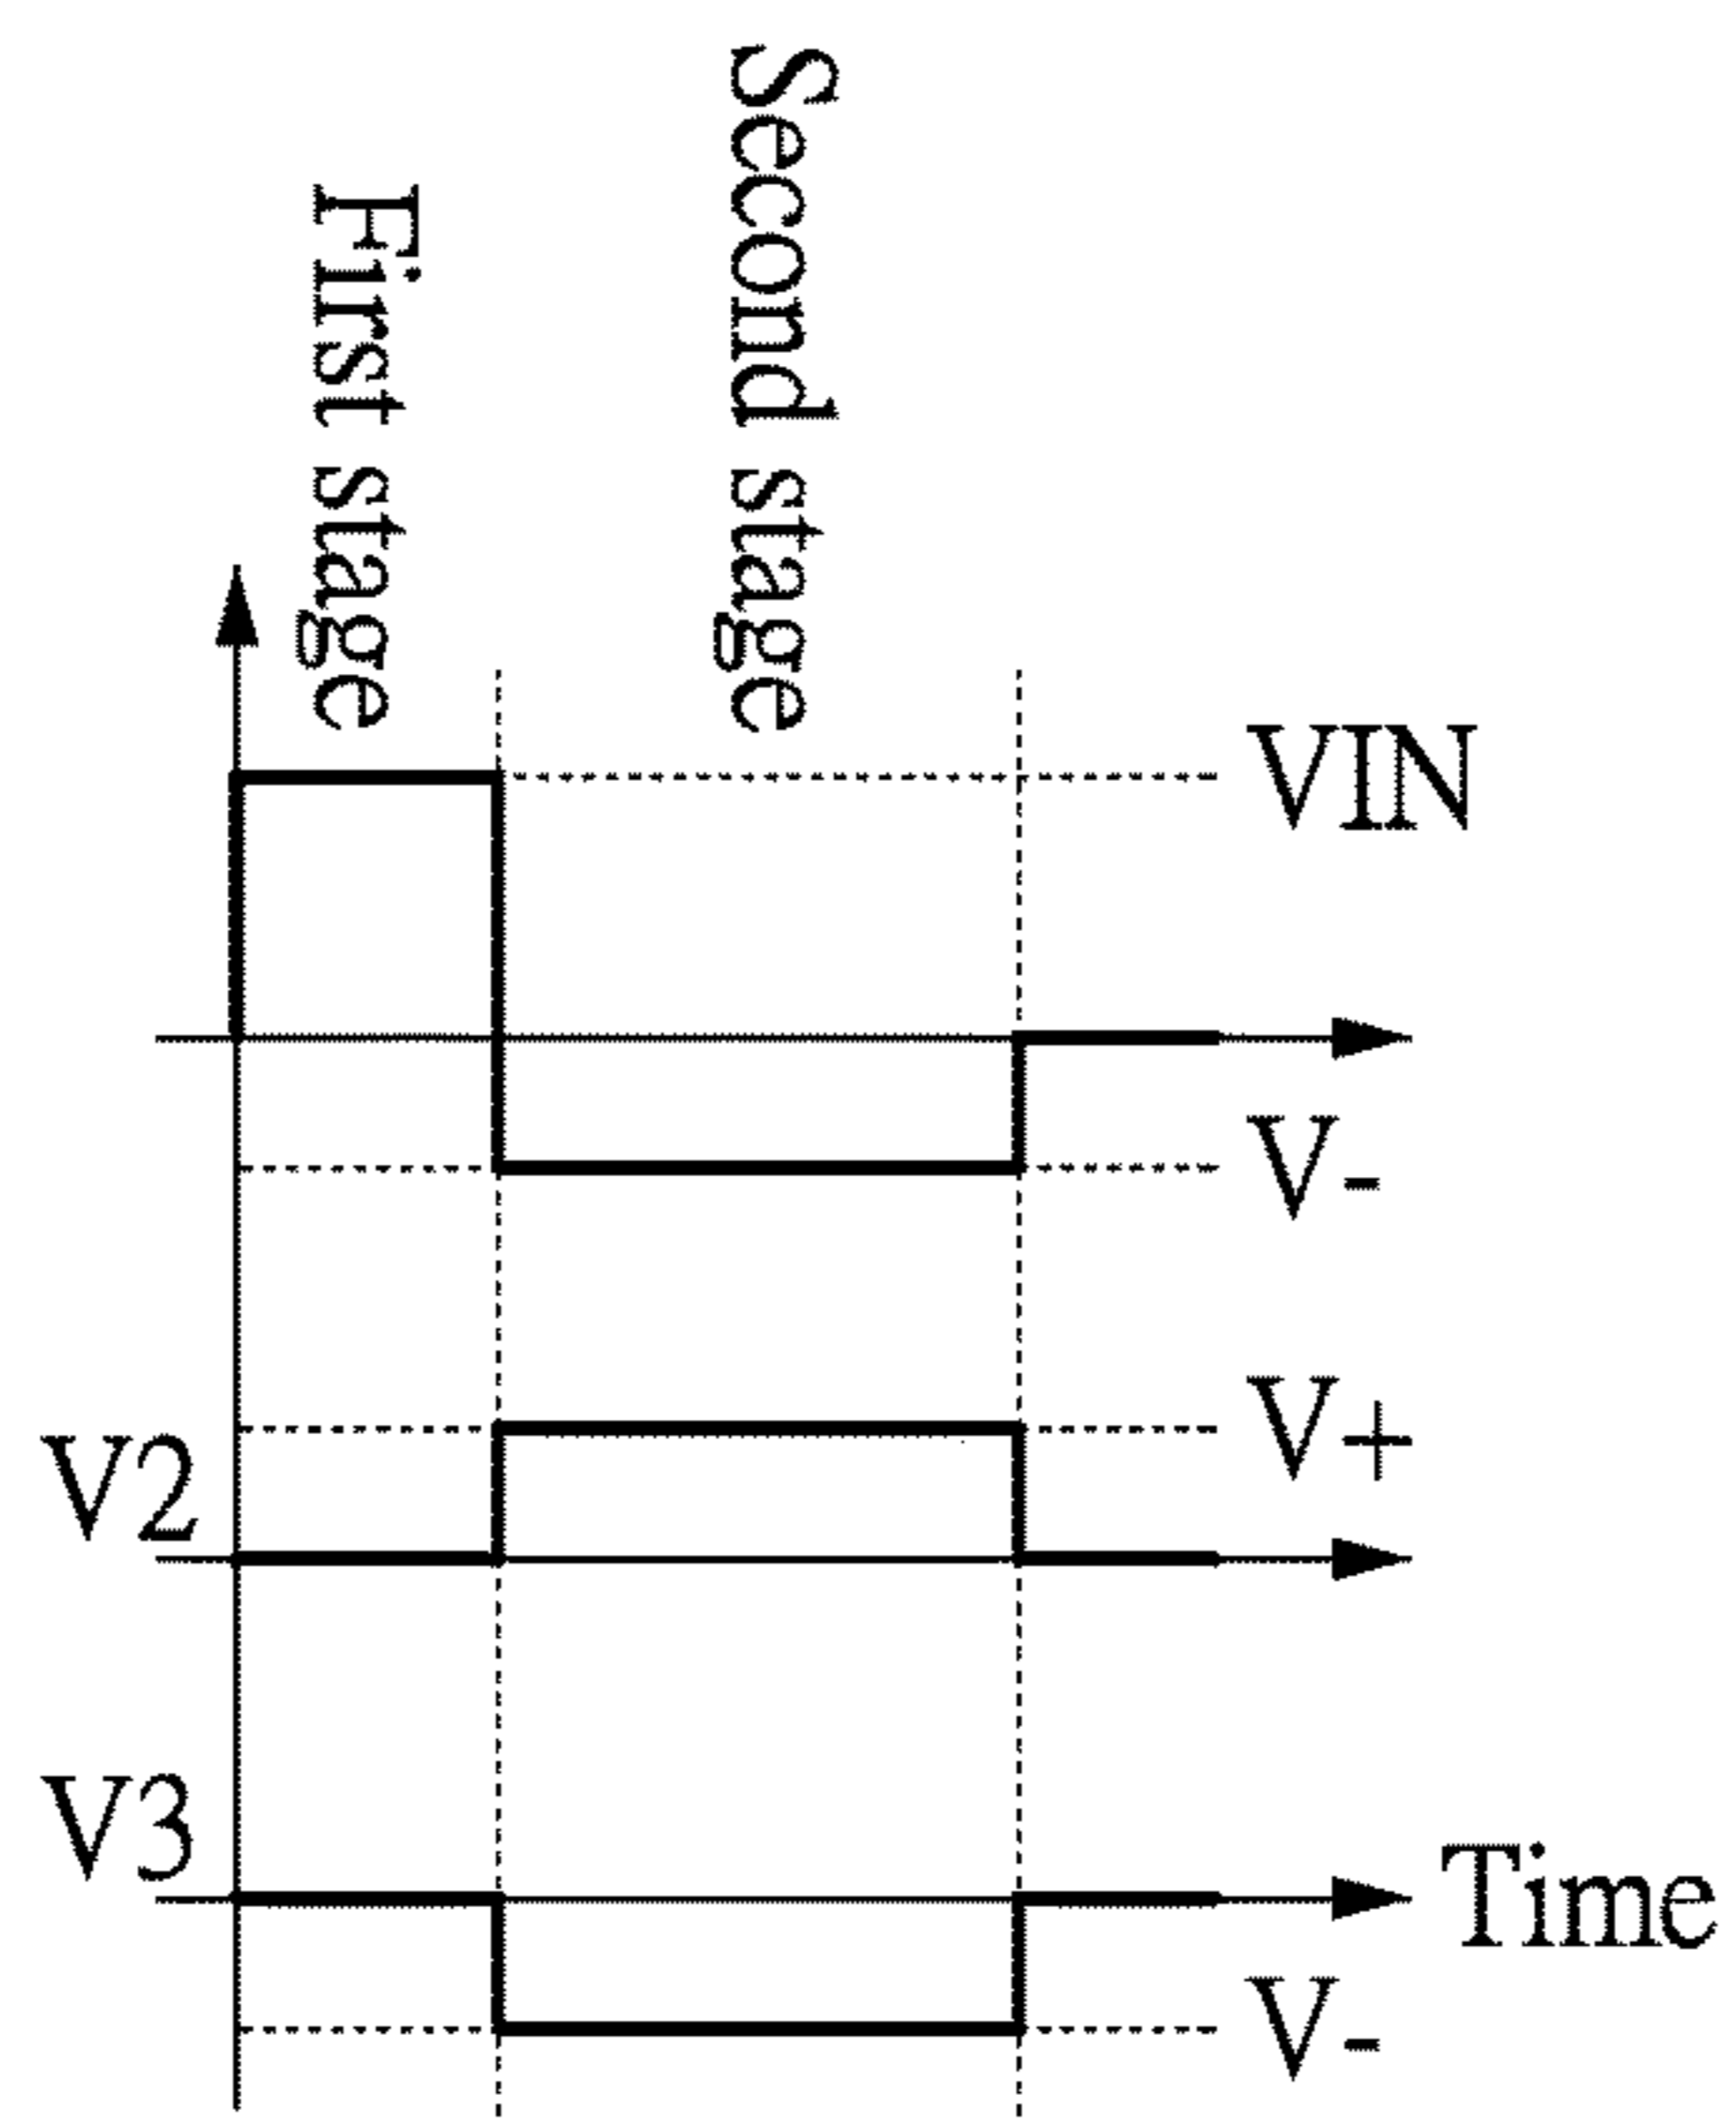 First stage
Second stage
VIN
V-
V+
V2
V3
Time
V-